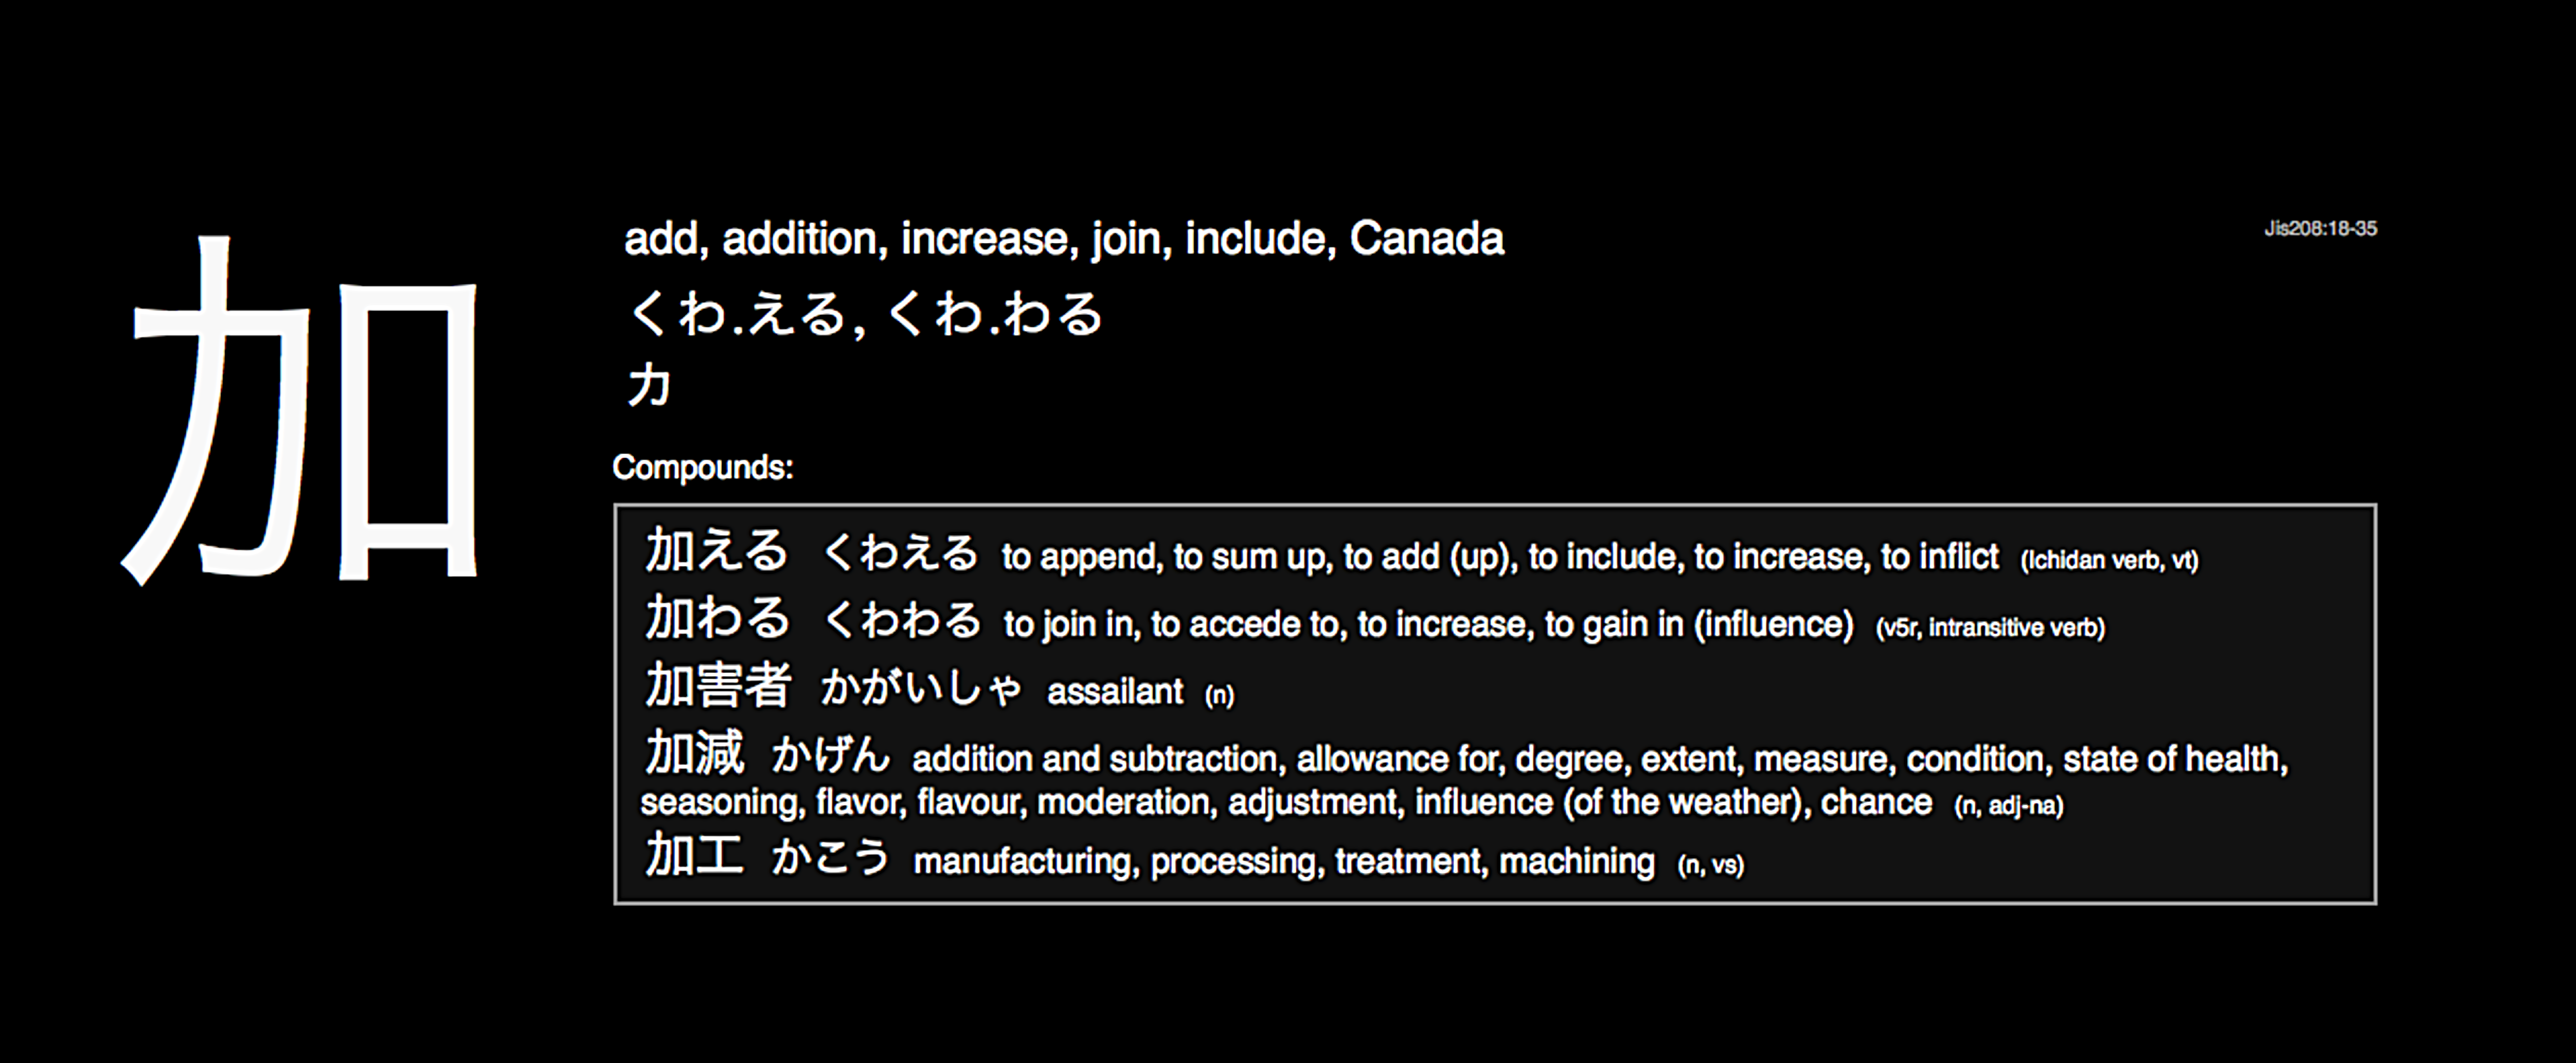 加
add, addition, increase, join, include, Canada
Jis208:18-35
くわ.える, くわ.わる
カ
Compounds:
加える くわえる to append, to sum up, to add (up), to include, to increase, to inflict (Ichidan verb, vt)
加わる くわわる to join in, to accede to, to increase, to gain in (influence) (v5r, intransitive verb)
加害者 かがいしゃ assailant (n)
加減 かげん addition and subtraction, allowance for, degree, extent, measure, condition, state of health,
seasoning, flavor, flavour, moderation, adjustment, influence (of the weather), chance (n, adj-na)
加工 かこう manufacturing, processing, treatment, machining (n, vs)